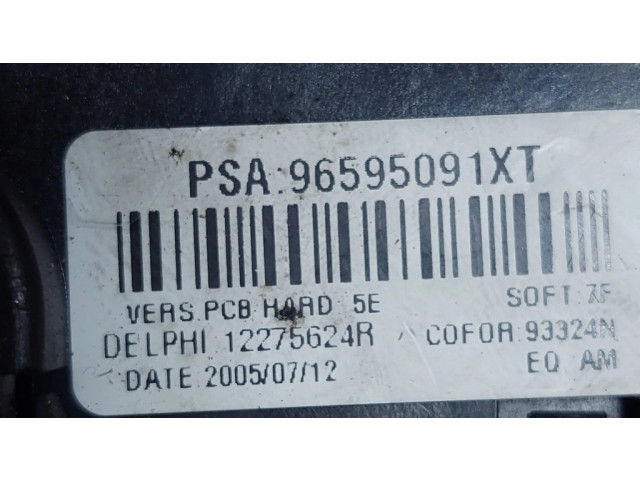 PSA:96595091XT
VERS.PCB.HARD 5E SOFT:7F
DELPHI 12275624R COFOR:93324N
DATE:2005/07/12 EQ AM